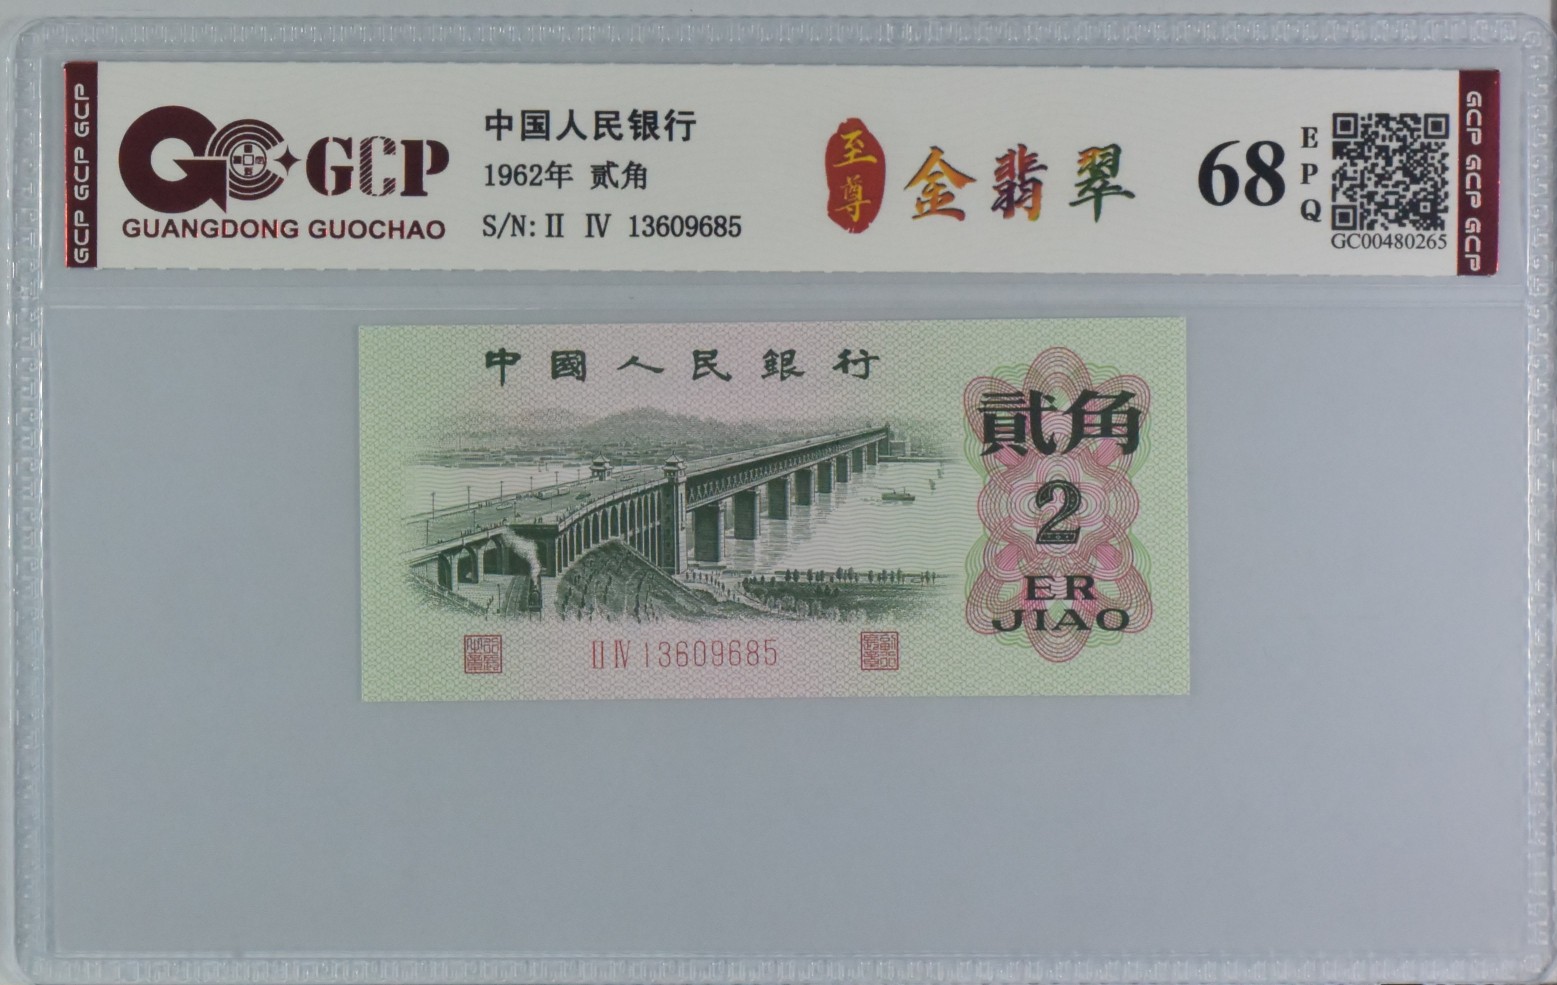 GCP GCP GCP
GCP
GUANGDONG GUOCHAO
中国人民银行
1962年 贰角
S/N: II IV 13609685
至尊
金翡翠
68
EPQ
GC00480265
GCP GCP GCP
中國人民銀行
貳角
2
ER
JIAO
II IV 13609685